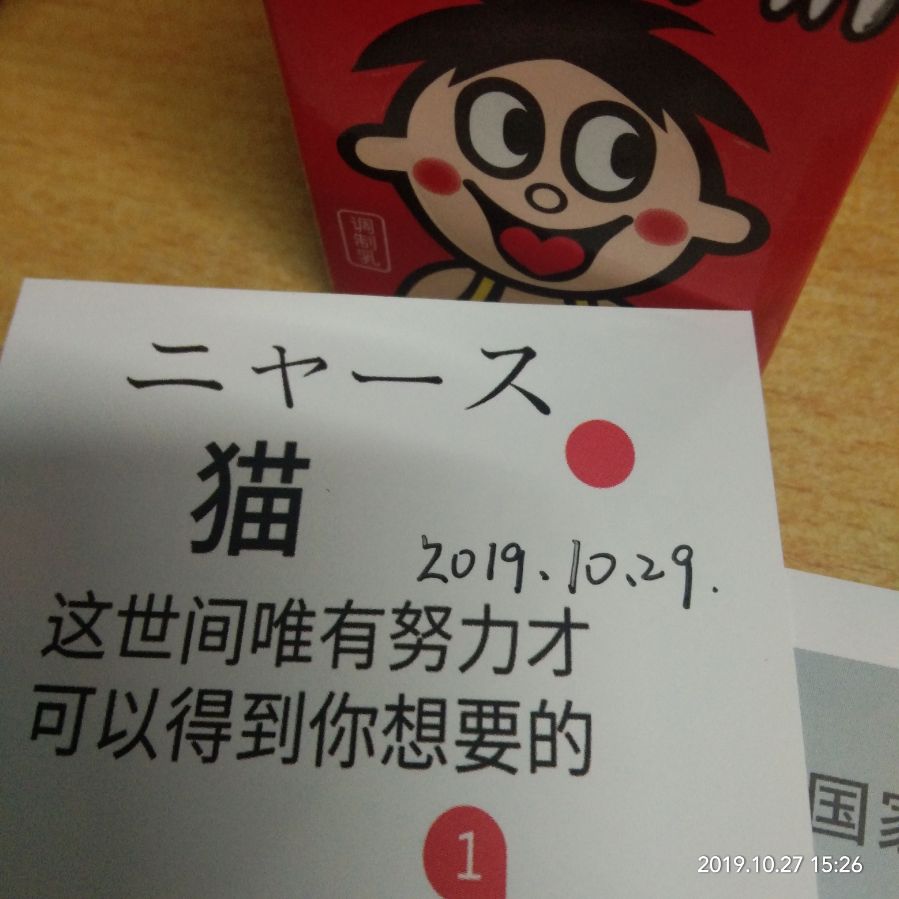 调制乳
ニャース
猫
2019.10.29.
这世间唯有努力才
可以得到你想要的
1
国家
2019.10.27 15:26